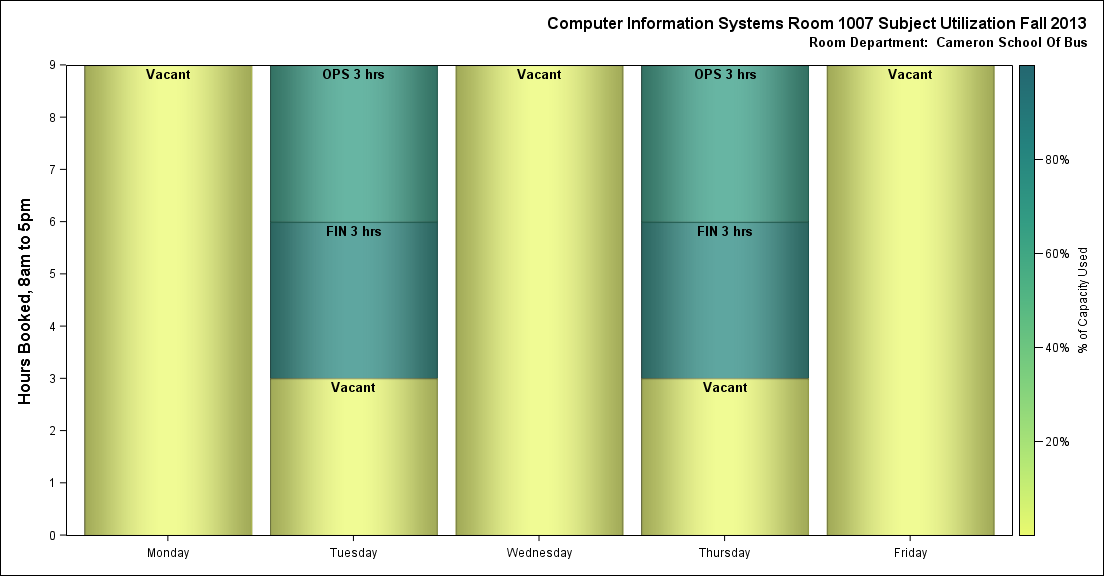 Computer Information Systems Room 1007 Subject Utilization Fall 2013
Room Department: Cameron School Of Bus
Hours Booked, 8am to 5pm
9
8
7
6
5
4
3
2
1
0
Vacant
OPS 3 hrs
Vacant
OPS 3 hrs
Vacant
FIN 3 hrs
FIN 3 hrs
Vacant
Vacant
Monday
Tuesday
Wednesday
Thursday
Friday
80%
60%
40%
20%
% of Capacity Used